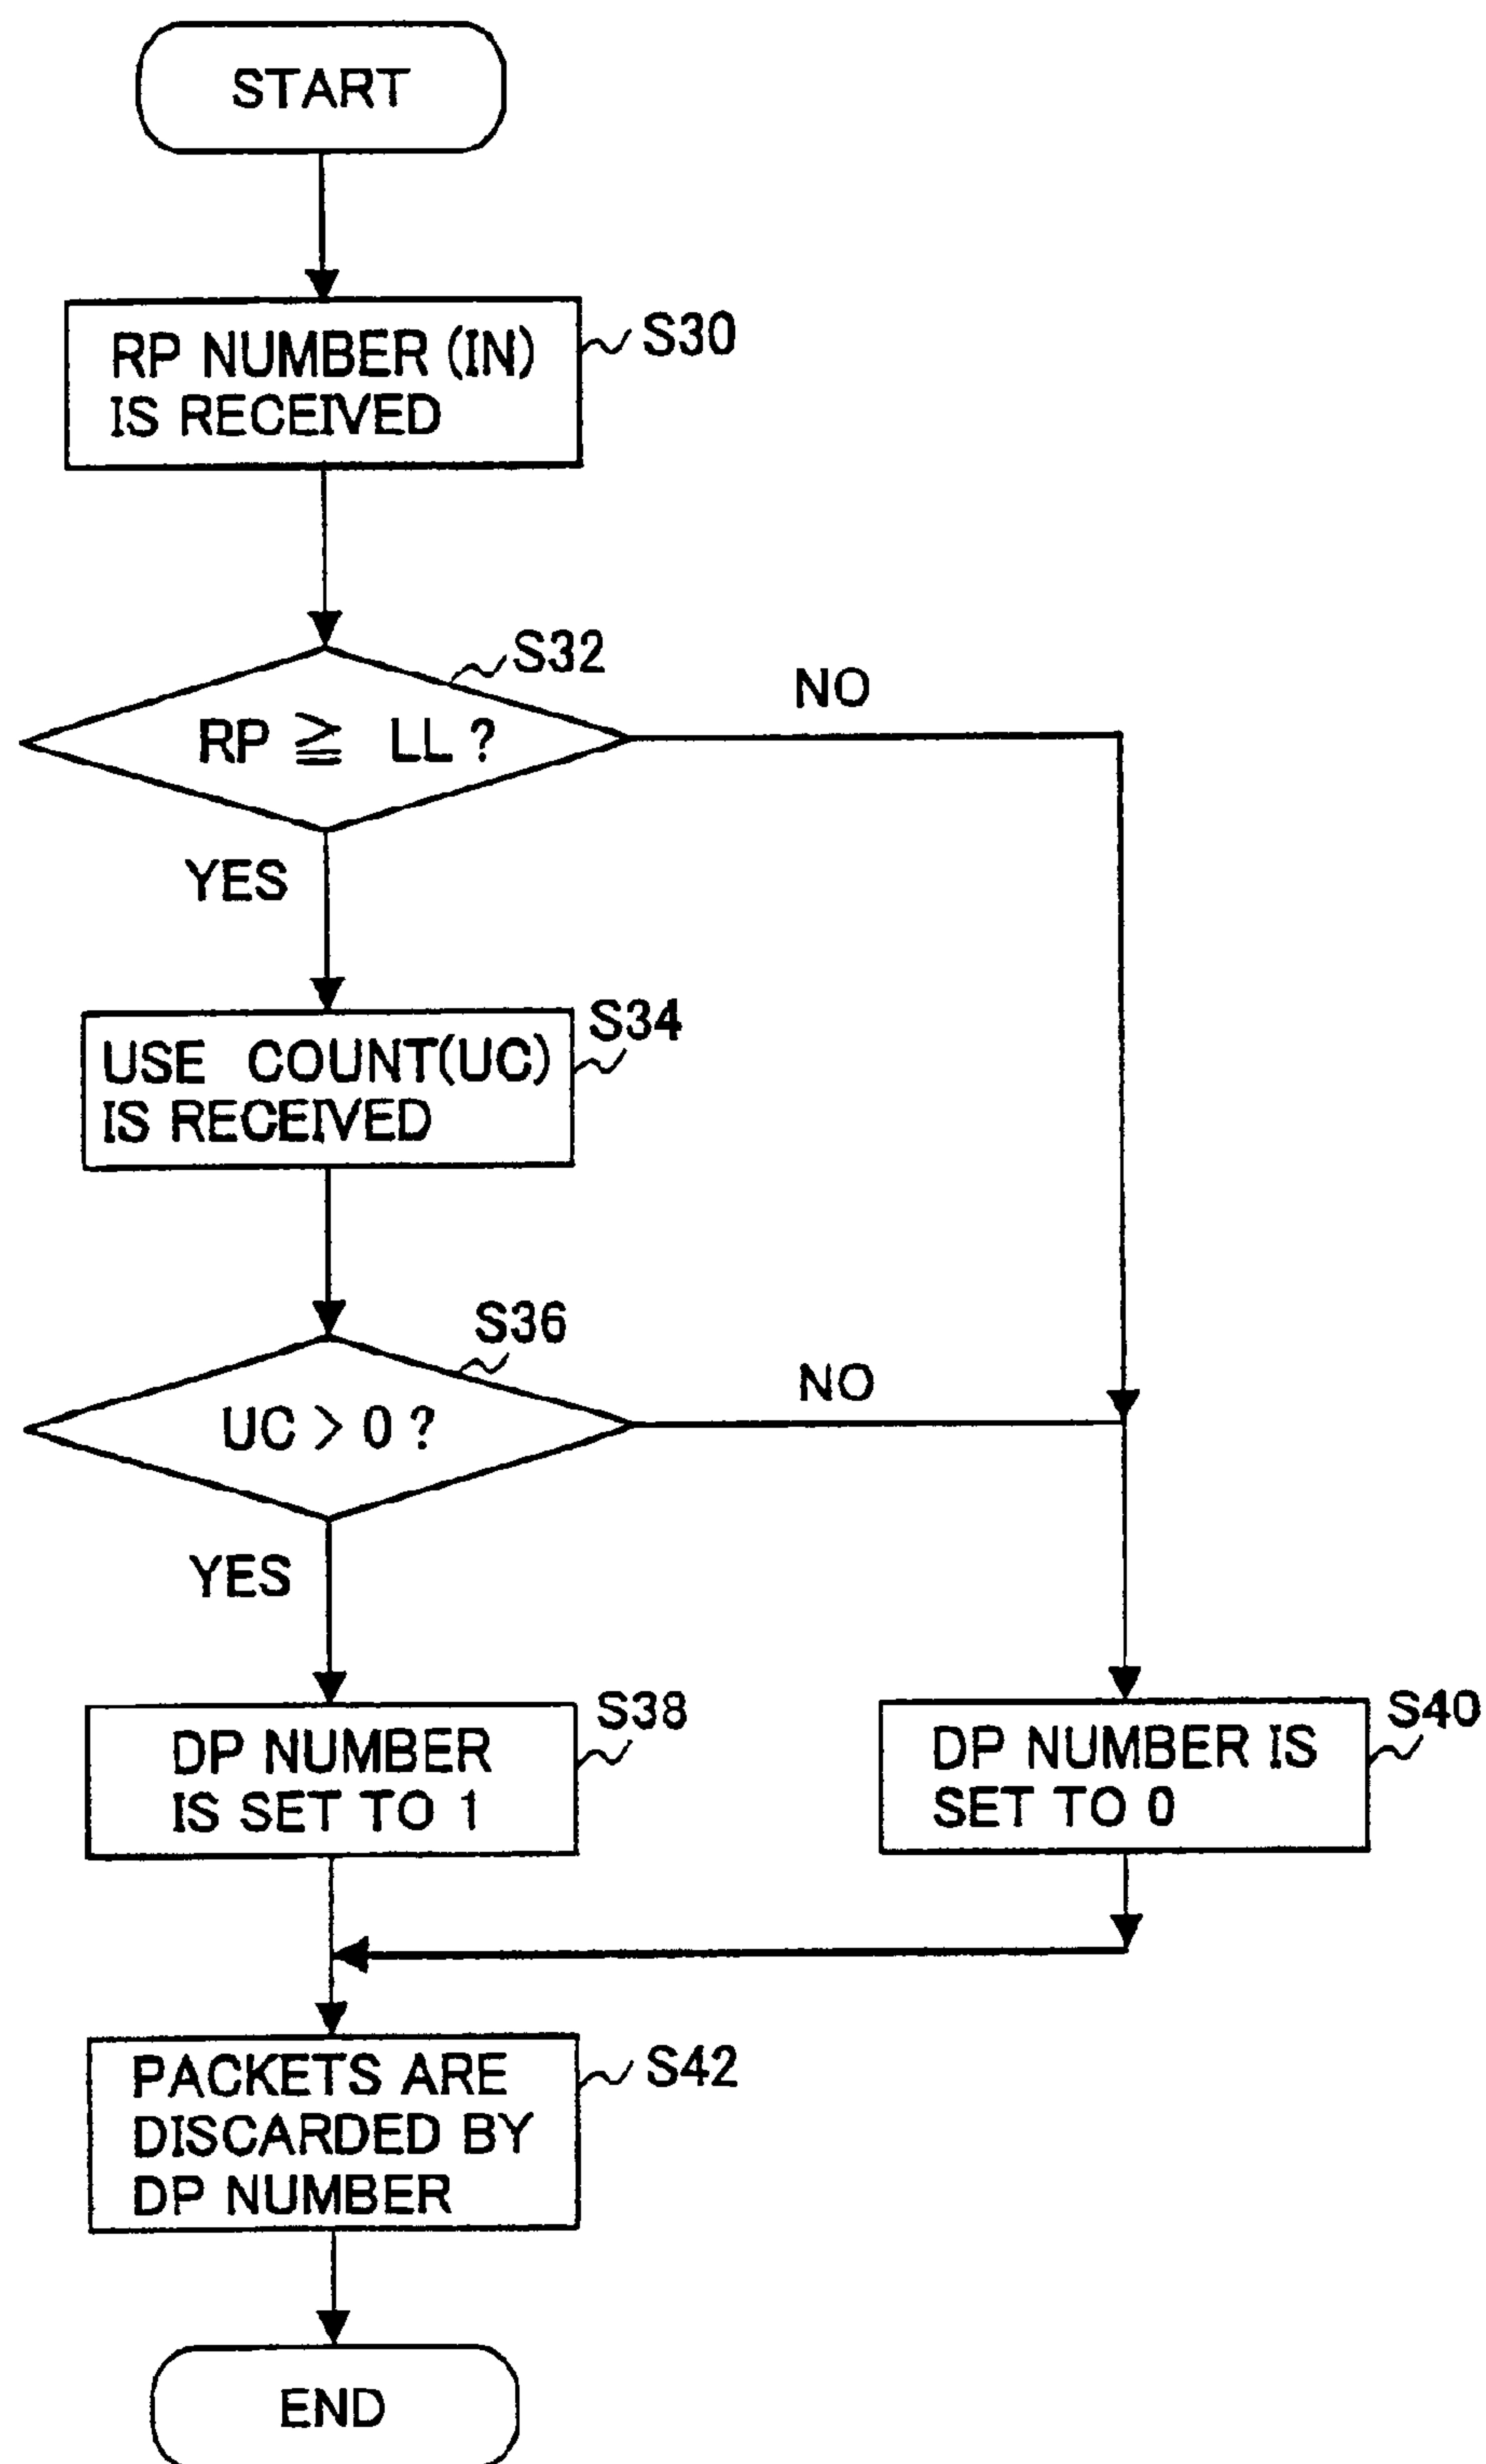 START
RP NUMBER (IN)
IS RECEIVED
S30
S32
RP ≧ LL ?
NO
YES
USE COUNT(UC)
IS RECEIVED
S34
S36
UC > 0 ?
NO
YES
DP NUMBER
IS SET TO 1
S38
DP NUMBER IS
SET TO 0
S40
PACKETS ARE
DISCARDED BY
DP NUMBER
S42
END